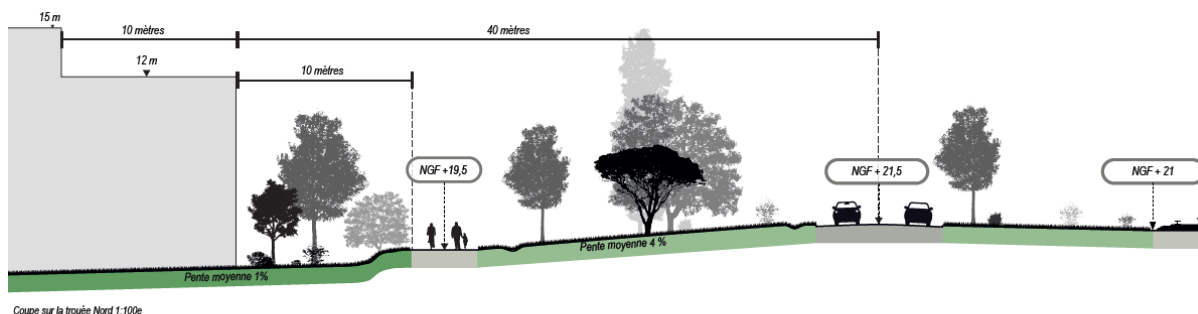 15 m
10 mètres
40 mètres
12 m
10 mètres
NGF +19,5
NGF + 21,5
NGF + 21
Pente moyenne 4 %
Pente moyenne 1%
Coupe sur la trouée Nord 1:100e